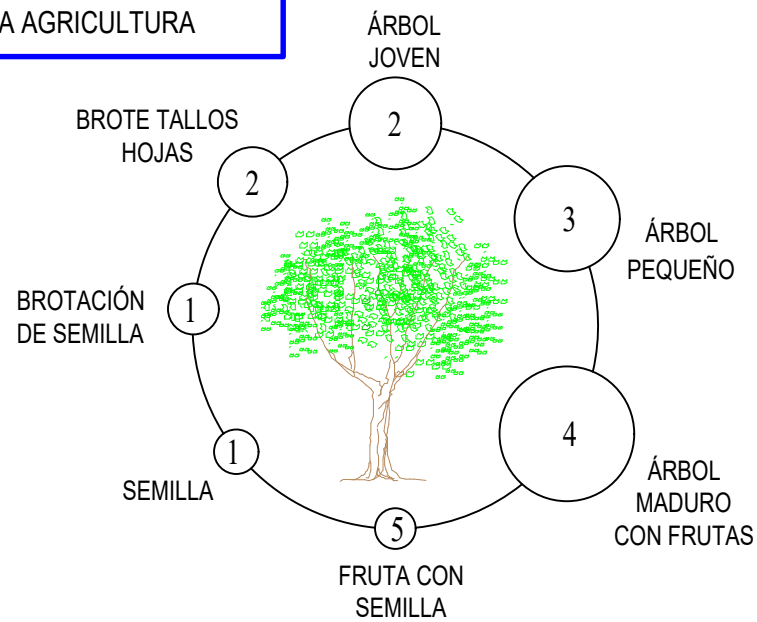 A AGRICULTURA
ÁRBOL
JOVEN
2
BROTE TALLOS
HOJAS
2
3
ÁRBOL
PEQUEÑO
BROTACIÓN
DE SEMILLA
1
4
ÁRBOL
MADURO
CON FRUTAS
1
SEMILLA
5
FRUTA CON
SEMILLA